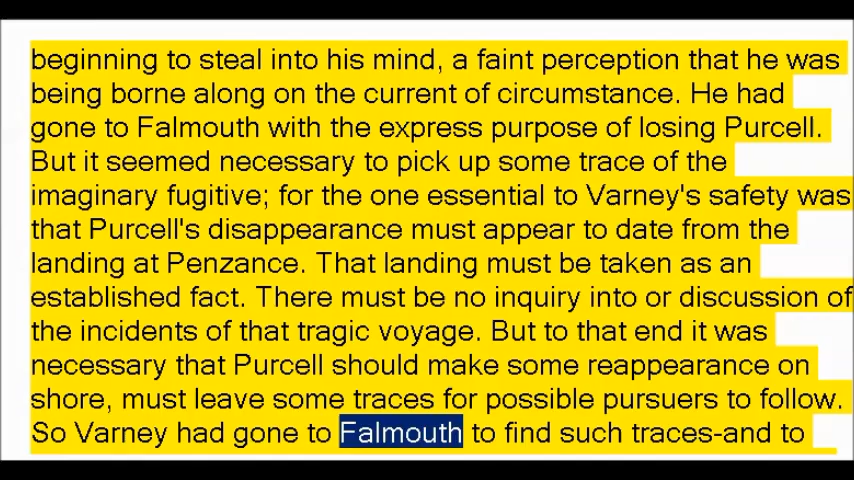 beginning to steal into his mind, a faint perception that he was
being borne along on the current of circumstance. He had
gone to Falmouth with the express purpose of losing Purcell.
But it seemed necessary to pick up some trace of the
imaginary fugitive; for the one essential to Varney's safety was
that Purcell's disappearance must appear to date from the
landing at Penzance. That landing must be taken as an
established fact. There must be no inquiry into or discussion of
the incidents of that tragic voyage. But to that end it was
necessary that Purcell should make some reappearance on
shore, must leave some traces for possible pursuers to follow.
So Varney had gone to Falmouth to find such traces-and to